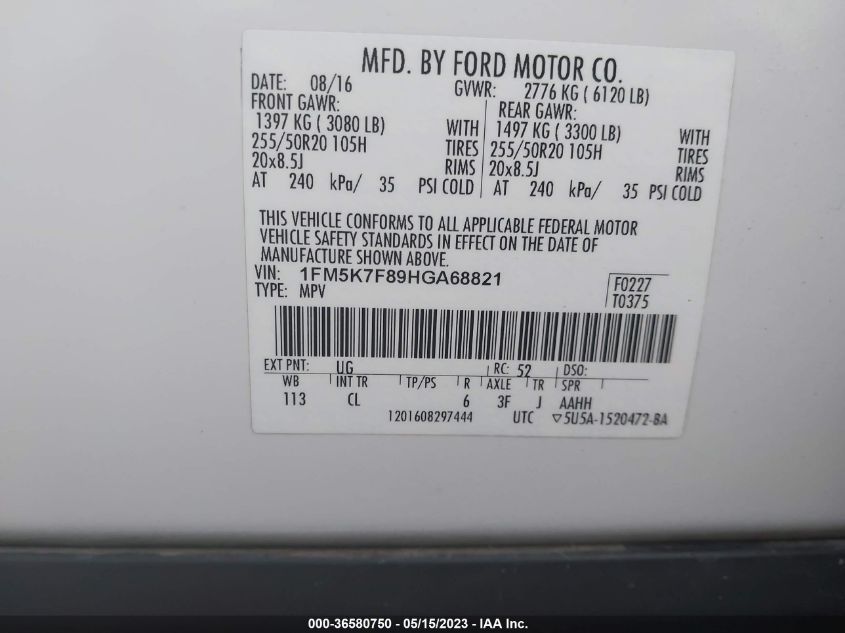 MFD. BY FORD MOTOR CO.
DATE: 08/16 GVWR: 2776 KG ( 6120 LB)
FRONT GAWR: REAR GAWR:
1397 KG ( 3080 LB) WITH 1497 KG ( 3300 LB) WITH
255/50R20 105H TIRES 255/50R20 105H TIRES
20x8.5J RIMS 20x8.5J RIMS
AT 240 kPa/ 35 PSI COLD AT 240 kPa/ 35 PSI COLD
THIS VEHICLE CONFORMS TO ALL APPLICABLE FEDERAL MOTOR
VEHICLE SAFETY STANDARDS IN EFFECT ON THE DATE OF
MANUFACTURE SHOWN ABOVE.
VIN: 1FM5K7F89HGA68821 F0227
TYPE: MPV T0375
EXT PNT: UG RC: 52 DSO:
WB INT TR TP/PS R AXLE TR SPR
113 CL 6 3F J AAHH
1201608297444 UTC ▽5U5A-1520472-BA
000-36580750 - 05/15/2023 - IAA Inc.